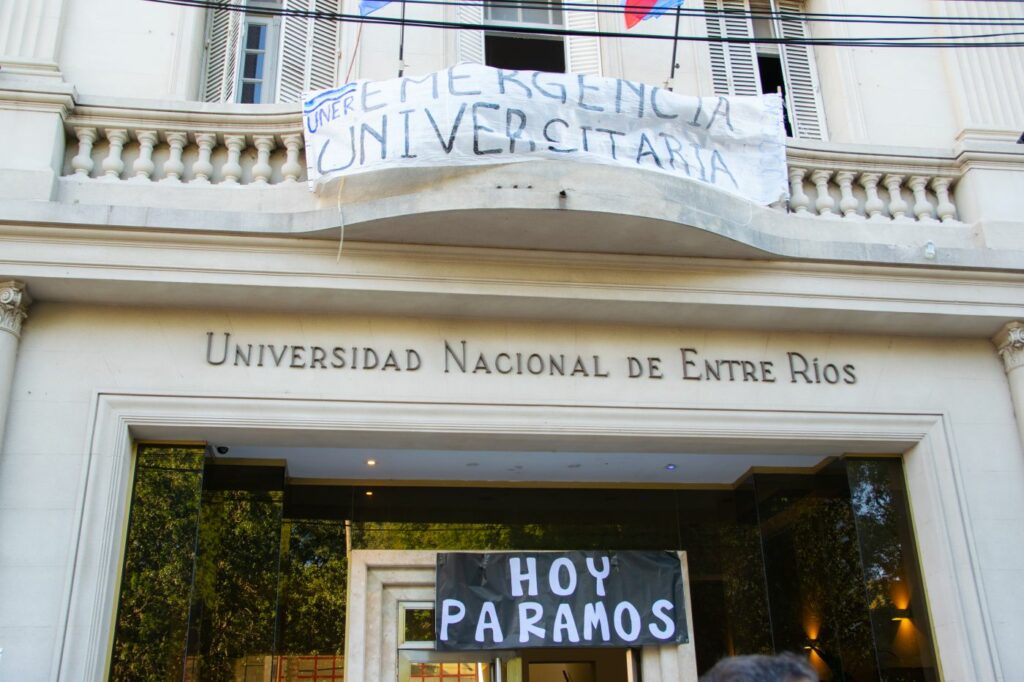 UNER EMERGENCIA
UNIVERSITARIA
Universidad Nacional de Entre Ríos
HOY
PARAMOS